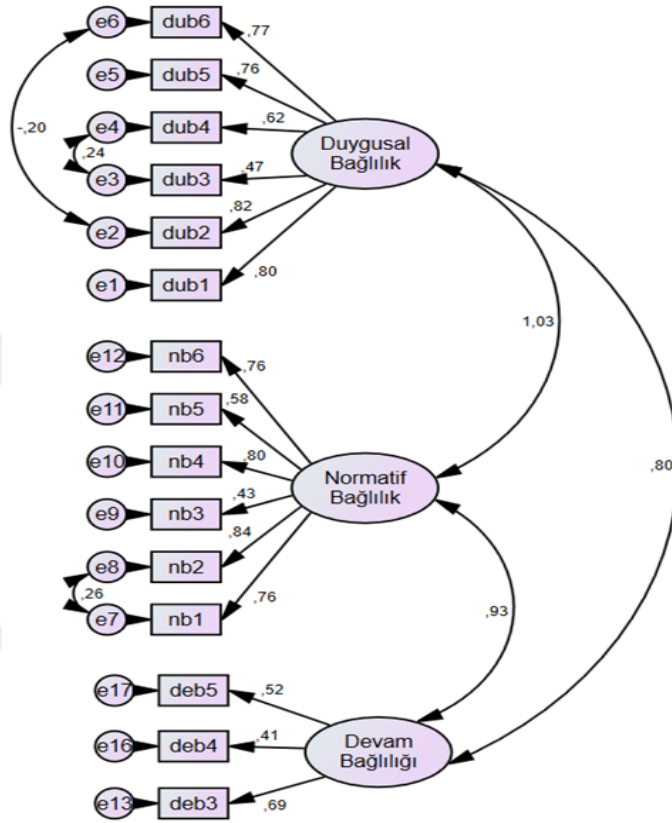 e6 dub6 ,77
e5 dub5 ,76
e4 dub4 ,62
Duygusal
Bağlılık
-,20
,24
e3 dub3 ,47
e2 dub2 ,82
e1 dub1 ,80
1,03
e12 nb6 ,76
e11 nb5 ,58
e10 nb4 ,80
,80
Normatif
Bağlılık
e9 nb3 ,43
e8 nb2 ,84
,26
e7 nb1 ,76
,93
e17 deb5 ,52
e16 deb4 ,41
Devam
Bağlılığı
e13 deb3 ,69